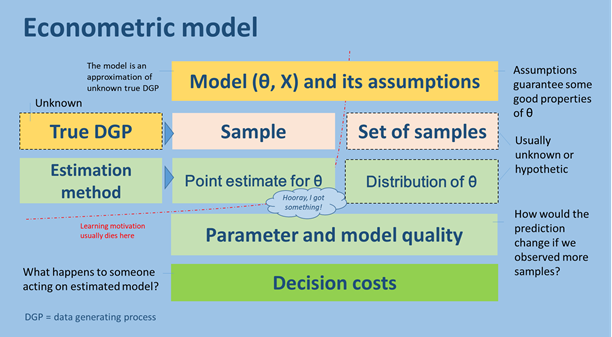 Econometric model
The model is an
approximation of
unknown true DGP
Model (θ, X) and its assumptions
Assumptions
guarantee some
good properties
of θ
Unknown
True DGP
Sample
Set of samples
Usually
unknown or
hypothetic
Estimation
method
Point estimate for θ
Distribution of θ
Hooray, I got
something!
Learning motivation
usually dies here
Parameter and model quality
How would the
prediction
change if we
observed more
samples?
What happens to someone
acting on estimated model?
Decision costs
DGP = data generating process